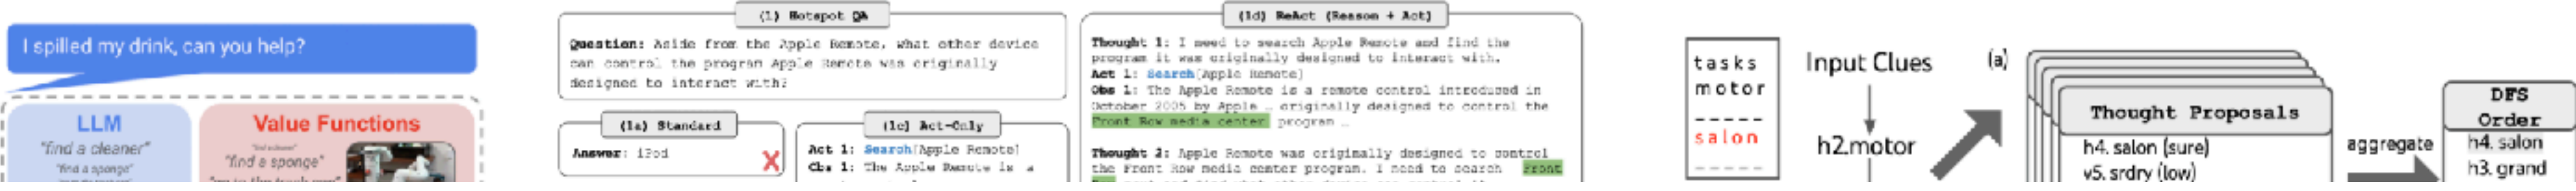 I spilled my drink, can you help?
LLM
"find a cleaner"
"find a sponge"
Value Functions
"find a cleaner"
"find a sponge"
(1) Hotspot QA
Question: Aside from the Apple Remote, what other device
can control the program Apple Remote was originally
designed to interact with?
(1a) Standard
Answer: iPod
X
(1c) Act-Only
Act 1: Search[Apple Remote]
Obs 1: The Apple Remote is a
(1d) ReAct (Reason + Act)
Thought 1: I need to search Apple Remote and find the
program it was originally designed to interact with.
Act 1: Search[Apple Remote]
Obs 1: The Apple Remote is a remote control introduced in
October 2005 by Apple … originally designed to control the
Front Row media center program …
Thought 2: Apple Remote was originally designed to control
the Front Row media center program. I need to search Front
tasks
motor
salon
Input Clues
h2.motor
(a)
Thought Proposals
h4. salon (sure)
v5. srdry (low)
aggregate
DFS
Order
h4. salon
h3. grand